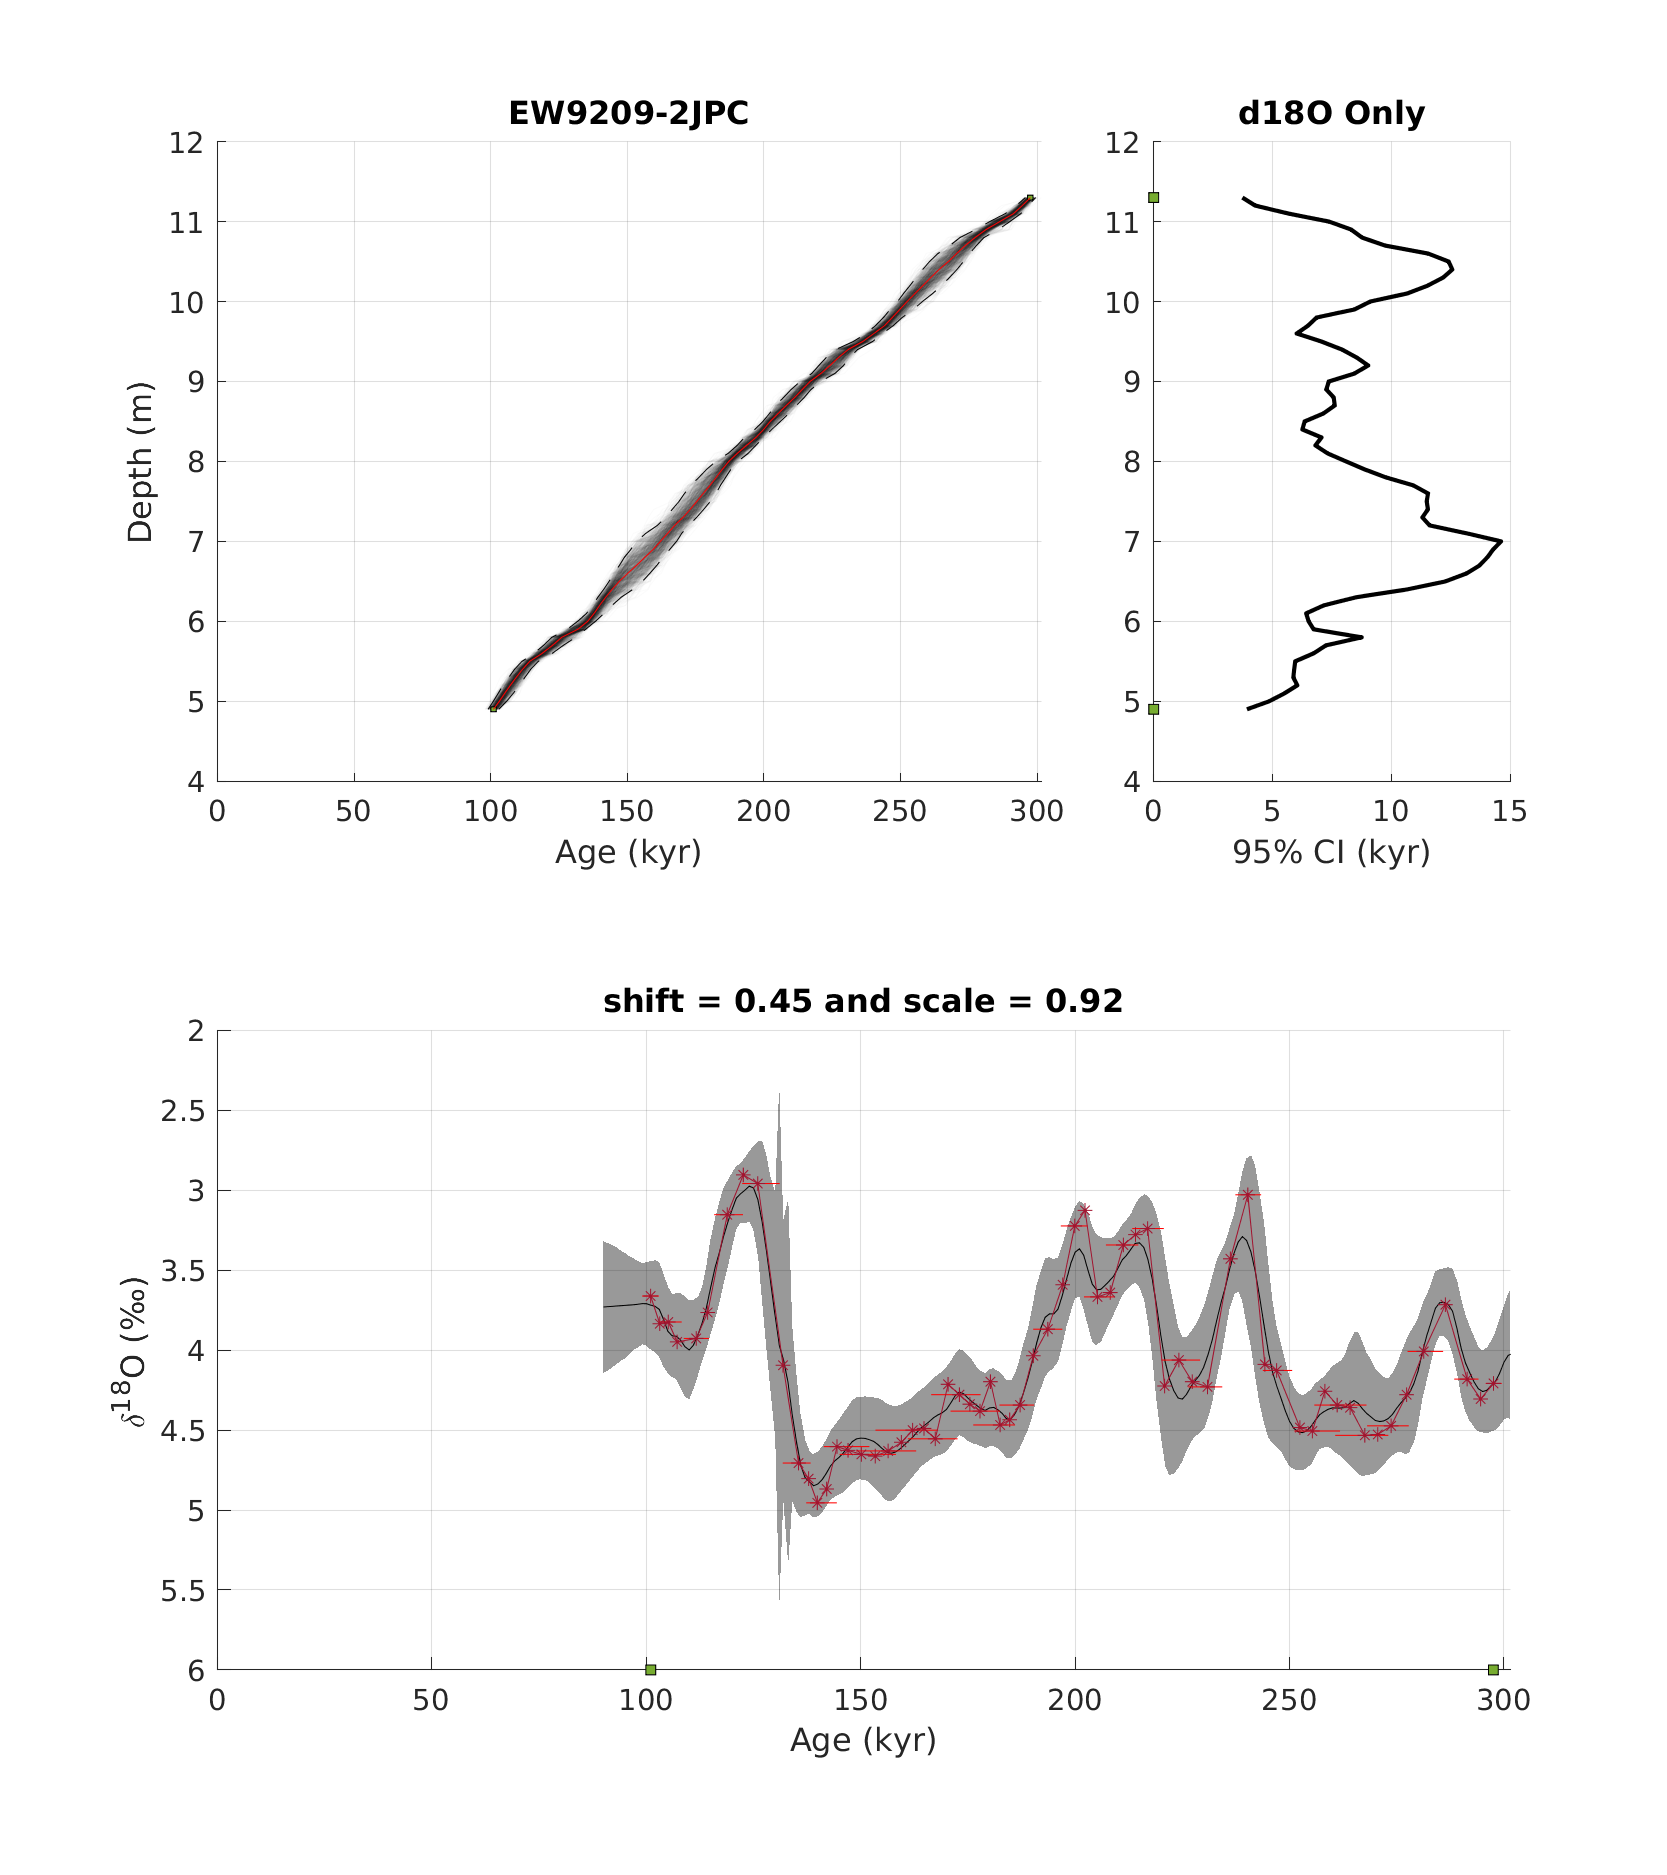 EW9209-2JPC
d18O Only
12
11
10
9
8
7
6
5
4
Depth (m)
0 50 100 150 200 250 300
Age (kyr)
12
11
10
9
8
7
6
5
4
0 5 10 15
95% CI (kyr)
shift = 0.45 and scale = 0.92
2
2.5
3
3.5
4
4.5
5
5.5
6
δ18O (‰)
0 50 100 150 200 250 300
Age (kyr)